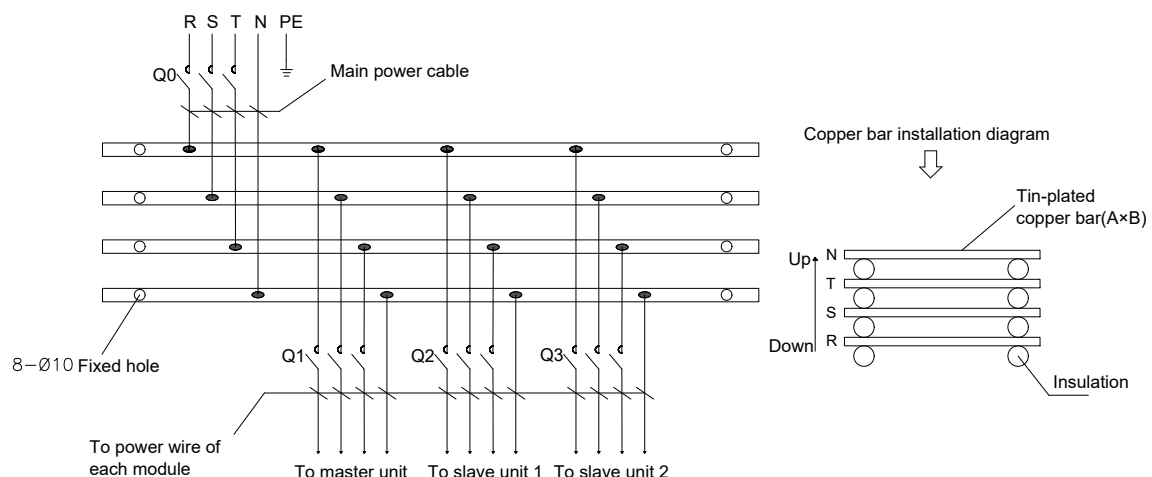 R S T N PE
Q0
Main power cable
Copper bar installation diagram
Tin-plated
copper bar(A×B)
Up
N
T
S
R
Down
Insulation
8-Ø10 Fixed hole
Q1
Q2
Q3
To power wire of
each module
To master unit
To slave unit 1
To slave unit 2